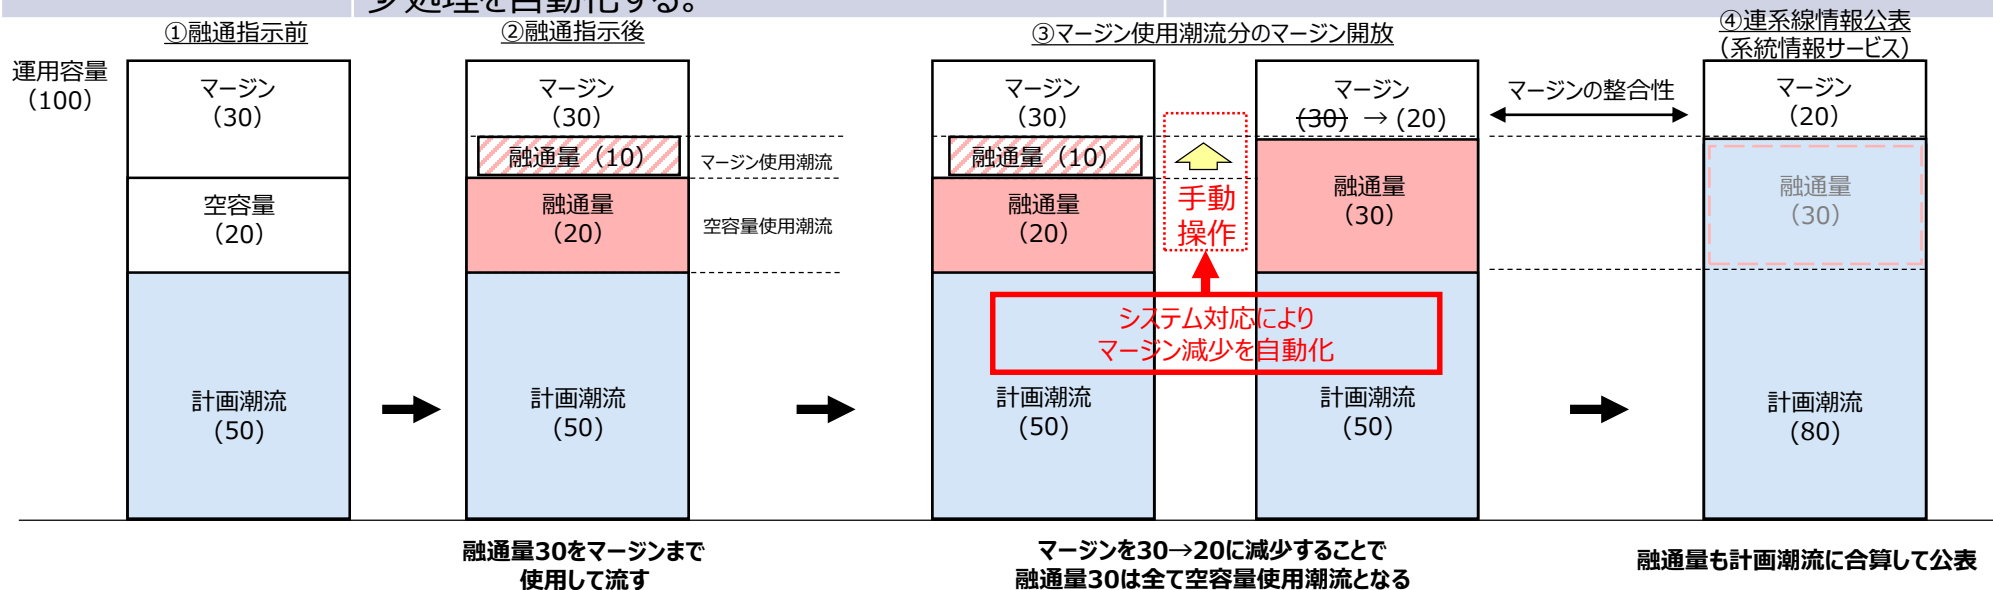 少処理を自動化する。
①融通指示前
②融通指示後
③マージン使用潮流分のマージン開放
④連系線情報公表
（系統情報サービス）
運用容量
（100）
マージン
（30）
空容量
（20）
計画潮流
（50）
マージン
（30）
融通量（10）
融通量
（20）
計画潮流
（50）
マージン使用潮流
空容量使用潮流
マージン
（30）
融通量（10）
融通量
（20）
計画潮流
（50）
手動
操作
システム対応により
マージン減少を自動化
マージン
（30）→（20）
融通量
（30）
計画潮流
（50）
マージンの整合性
マージン
（20）
融通量
（30）
計画潮流
（80）
融通量30をマージンまで
使用して流す
マージンを30→20に減少することで
融通量30は全て空容量使用潮流となる
融通量も計画潮流に合算して公表